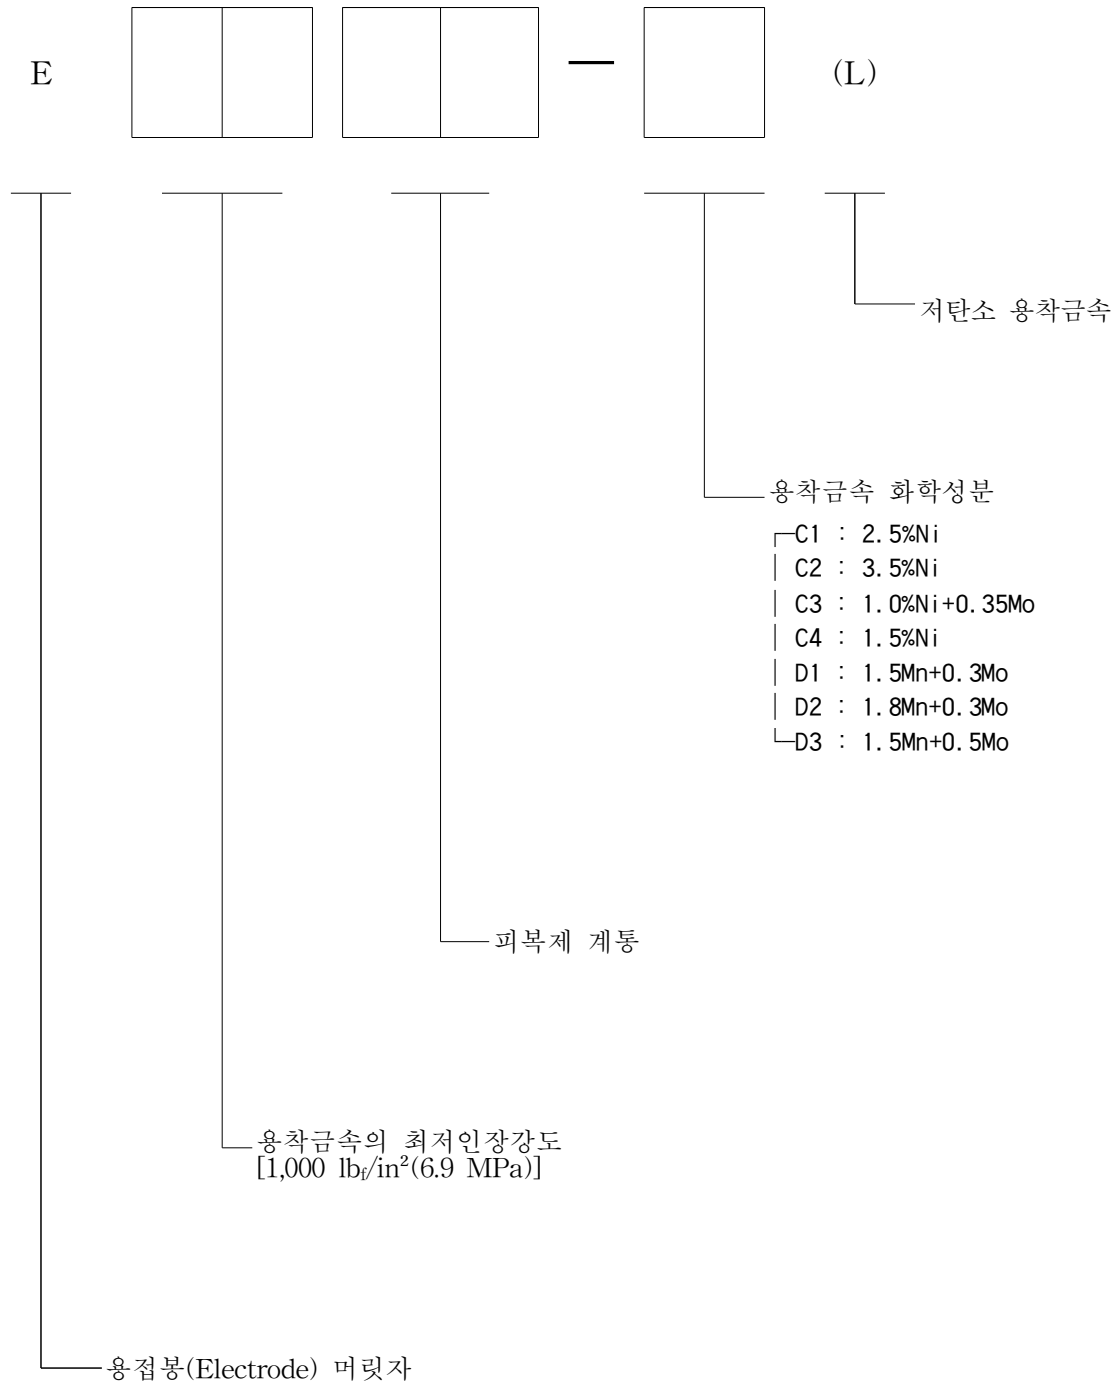 E — (L)
저탄소 용착금속
용착금속 화학성분
C1 : 2.5%Ni
C2 : 3.5%Ni
C3 : 1.0%Ni+0.35Mo
C4 : 1.5%Ni
D1 : 1.5Mn+0.3Mo
D2 : 1.8Mn+0.3Mo
D3 : 1.5Mn+0.5Mo
피복제 계통
용착금속의 최저인장강도
[1,000 lbf/in²(6.9 MPa)]
용접봉(Electrode) 머릿자